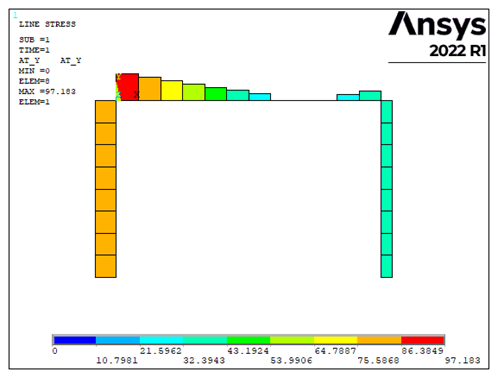 1
LINE STRESS
SUB =1
TIME=1
AT_Y AT_Y
MIN =0
ELEM=8
MAX =97.183
ELEM=1
Ansys
2022 R1
Y
X
0
10.7981
21.5962
32.3943
43.1924
53.9906
64.7887
75.5868
86.3849
97.183